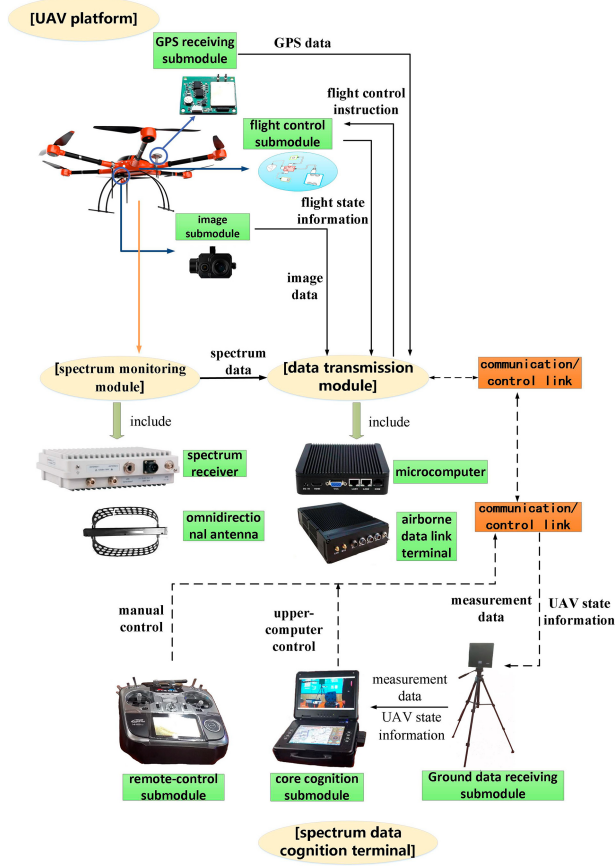 [UAV platform]
GPS receiving
submodule
GPS data
flight control
instruction
flight control
submodule
flight state
information
image
submodule
image
data
[spectrum monitoring
module]
spectrum
data
[data transmission
module]
communication/
control link
include
include
spectrum
receiver
microcomputer
omnidirectio
nal antenna
airborne
data link
terminal
communication/
control link
manual
control
upper-
computer
control
measurement
data
UAV state
information
measurement
data
UAV state
information
remote-control
submodule
core cognition
submodule
Ground data receiving
submodule
[spectrum data
cognition terminal]